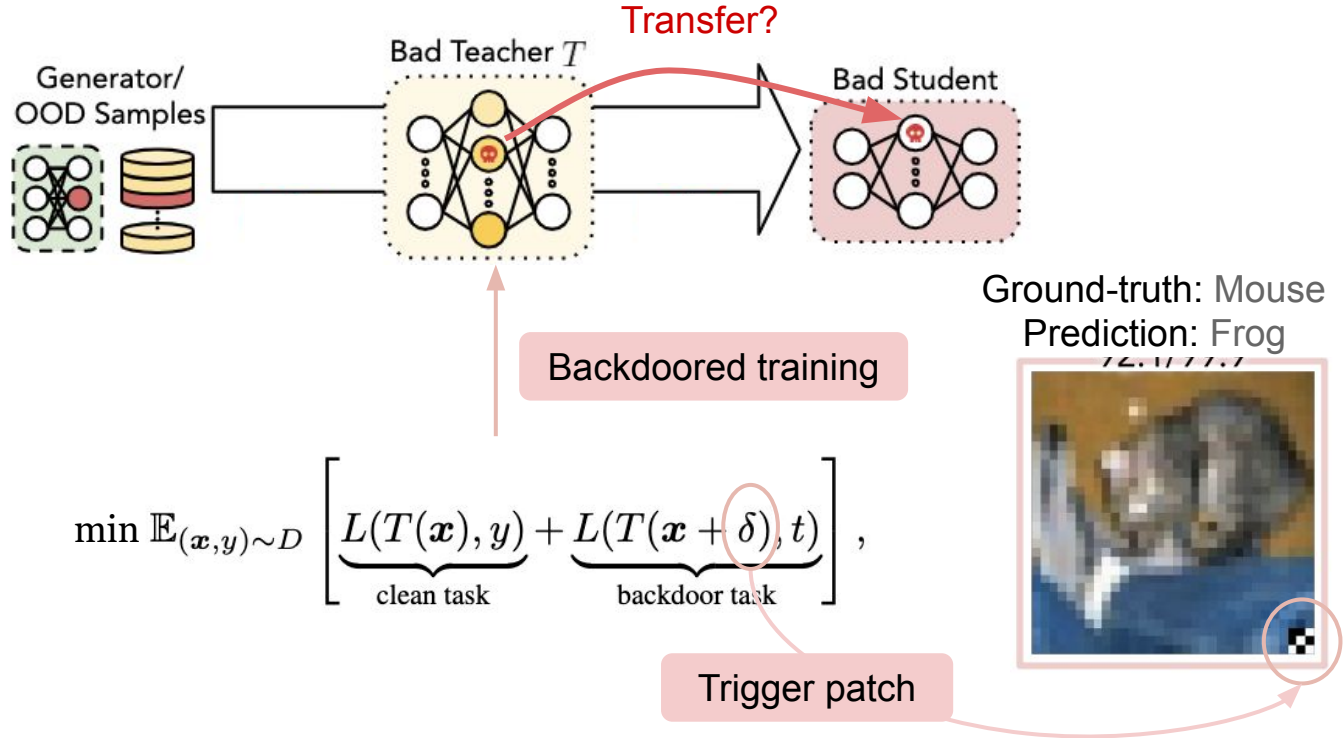 Transfer?
Generator/
OOD Samples
Bad Teacher T
Bad Student
Ground-truth: Mouse
Prediction: Frog
Backdoored training
min 𝔼_{(x,y)∼D} [ L(T(x), y) + L(T(x + δ), t) ] ,
clean task
backdoor task
Trigger patch